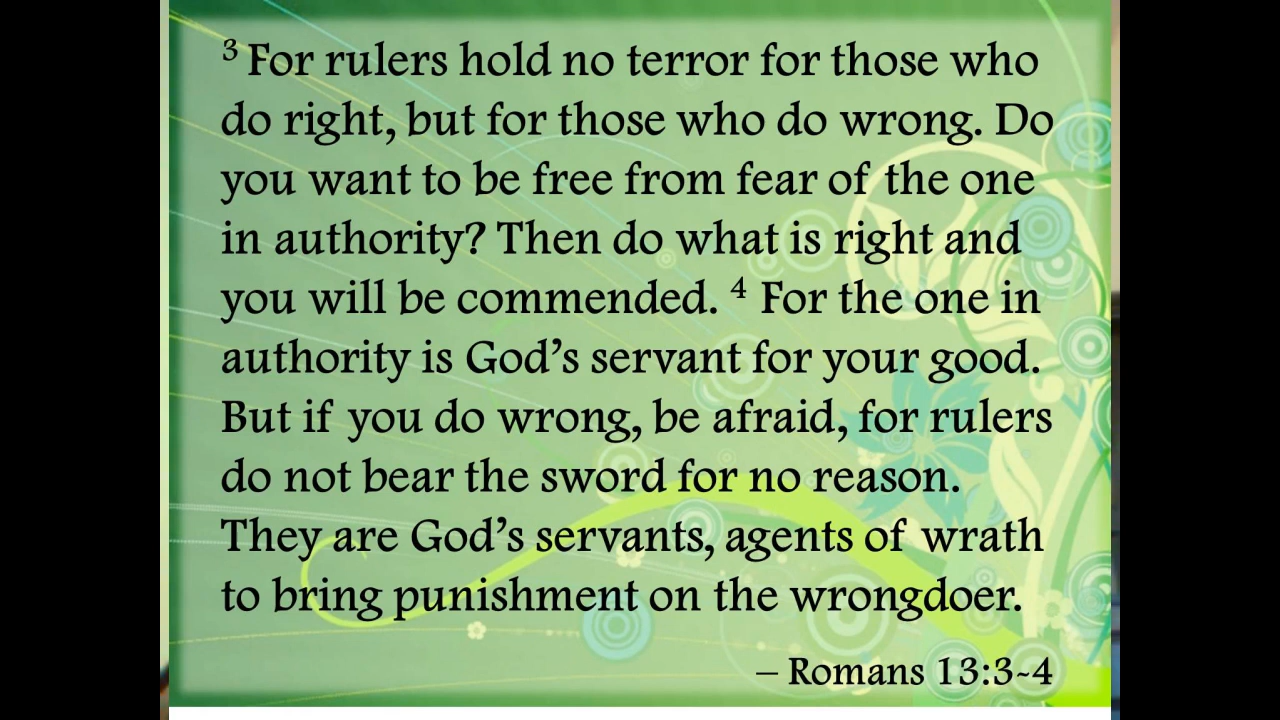 ³ For rulers hold no terror for those who
do right, but for those who do wrong. Do
you want to be free from fear of the one
in authority? Then do what is right and
you will be commended. ⁴ For the one in
authority is God’s servant for your good.
But if you do wrong, be afraid, for rulers
do not bear the sword for no reason.
They are God’s servants, agents of wrath
to bring punishment on the wrongdoer.
– Romans 13:3-4